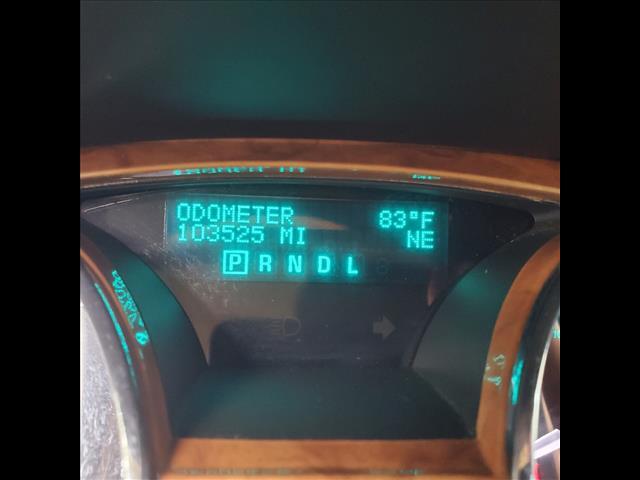 ODOMETER 83°F
103525 MI NE
P R N D L